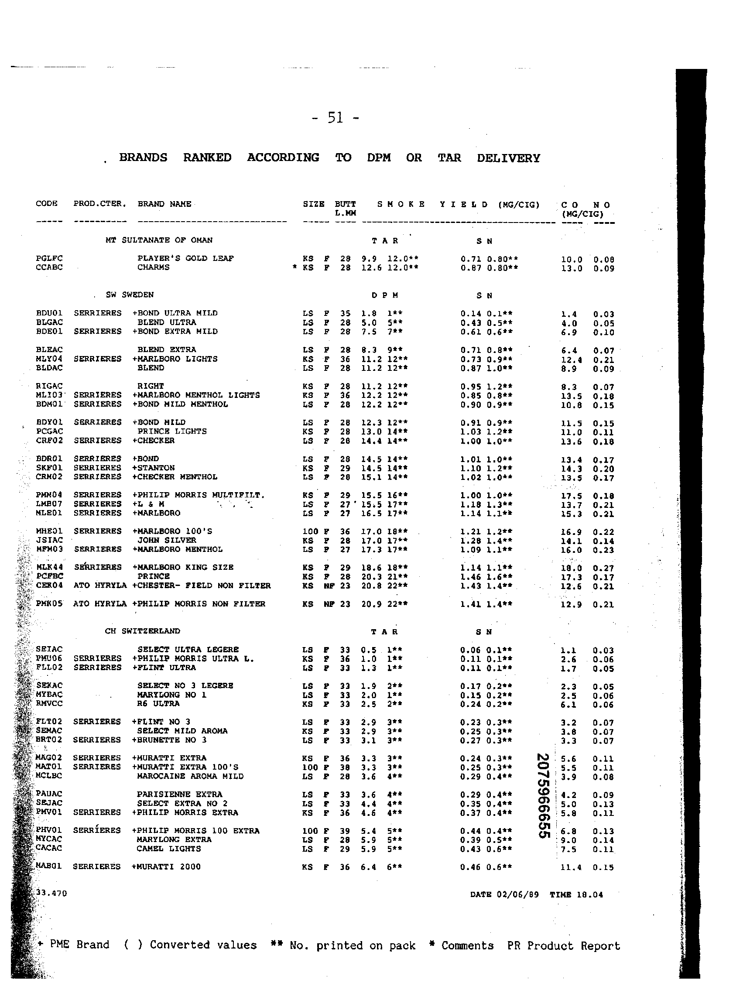 - 51 -
. BRANDS RANKED ACCORDING TO DPM OR TAR DELIVERY
CODE PROD.CTER. BRAND NAME SIZE BUTT S M O K E Y I E L D (MG/CIG) C O N O
L.MM (MG/CIG)
MT SULTANATE OF OMAN T A R S N
PGLFC PLAYER'S GOLD LEAF KS F 28 9.9 12.0** 0.71 0.80** 10.0 0.08
CCABC CHARMS * KS F 28 12.6 12.0** 0.87 0.80** 13.0 0.09
. SW SWEDEN D P M S N
BDU01 SERRIERES +BOND ULTRA MILD LS F 35 1.8 1** 0.14 0.1** 1.4 0.03
BLGAC BLEND ULTRA LS F 28 5.0 5** 0.43 0.5** 4.0 0.05
BDE01 SERRIERES +BOND EXTRA MILD LS F 28 7.5 7** 0.61 0.6** 6.9 0.10
BLEAC BLEND EXTRA LS F 28 8.3 9** 0.71 0.8** 6.4 0.07
MLY04 SERRIERES +MARLBORO LIGHTS KS F 36 11.2 12** 0.73 0.9** 12.4 0.21
BLDAC BLEND LS F 28 11.2 12** 0.87 1.0** 8.9 0.09
RIGAC RIGHT KS F 28 11.2 12** 0.95 1.2** 8.3 0.07
MLI03 SERRIERES +MARLBORO MENTHOL LIGHTS KS F 36 12.2 12** 0.85 0.8** 13.5 0.18
BDM01 SERRIERES +BOND MILD MENTHOL LS F 28 12.2 12** 0.90 0.9** 10.8 0.15
BDY01 SERRIERES +BOND MILD LS F 28 12.3 12** 0.91 0.9** 11.5 0.15
PCGAC PRINCE LIGHTS KS F 28 13.0 14** 1.03 1.2** 11.0 0.11
CRF02 SERRIERES +CHECKER LS F 28 14.4 14** 1.00 1.0** 13.6 0.18
BDR01 SERRIERES +BOND LS F 28 14.5 14** 1.01 1.0** 13.4 0.17
SKF01 SERRIERES +STANTON KS F 29 14.5 14** 1.10 1.2** 14.3 0.20
CRM02 SERRIERES +CHECKER MENTHOL LS F 28 15.1 14** 1.02 1.0** 13.5 0.17
PMM04 SERRIERES +PHILIP MORRIS MULTIFILT. KS F 29 15.5 16** 1.00 1.0** 17.5 0.18
LMB07 SERRIERES +L & M LS F 27 15.5 17** 1.18 1.3** 13.7 0.21
MLE01 SERRIERES +MARLBORO LS F 27 16.5 17** 1.14 1.1** 15.3 0.21
MHE01 SERRIERES +MARLBORO 100'S 100 F 36 17.0 18** 1.21 1.2** 16.9 0.22
JSIAC JOHN SILVER KS F 28 17.0 17** 1.28 1.4** 14.1 0.14
MFM03 SERRIERES +MARLBORO MENTHOL LS F 27 17.3 17** 1.09 1.1** 16.0 0.23
MLK44 SERRIERES +MARLBORO KING SIZE KS F 29 18.6 18** 1.14 1.1** 18.0 0.27
PCFBC PRINCE KS F 28 20.3 21** 1.46 1.6** 17.3 0.17
CEK04 ATO HYRYLA +CHESTER- FIELD NON FILTER KS NF 23 20.8 22** 1.43 1.4** 12.6 0.21
PMK05 ATO HYRYLA +PHILIP MORRIS NON FILTER KS NF 23 20.9 22** 1.41 1.4** 12.9 0.21
CH SWITZERLAND T A R S N
SEIAC SELECT ULTRA LEGERE LS F 33 0.5 1** 0.06 0.1** 1.1 0.03
PMU06 SERRIERES +PHILIP MORRIS ULTRA L. KS F 36 1.0 1** 0.11 0.1** 2.6 0.06
FLL02 SERRIERES +FLINT ULTRA LS F 33 1.3 1** 0.11 0.1** 1.7 0.05
SEKAC SELECT NO 3 LEGERE LS F 33 1.9 2** 0.17 0.2** 2.3 0.05
MYBAC MARYLONG NO 1 LS F 33 2.0 1** 0.15 0.2** 2.5 0.06
RMVCC R6 ULTRA KS F 33 2.5 2** 0.24 0.2** 6.1 0.06
FLT02 SERRIERES +FLINT NO 3 LS F 33 2.9 3** 0.23 0.3** 3.2 0.07
SEMAC SELECT MILD AROMA KS F 33 2.9 3** 0.25 0.3** 3.8 0.07
BRT02 SERRIERES +BRUNETTE NO 3 LS F 33 3.1 3** 0.27 0.3** 3.3 0.07
MAG02 SERRIERES +MURATTI EXTRA KS F 36 3.3 3** 0.24 0.3** 5.6 0.11
MAT01 SERRIERES +MURATTI EXTRA 100'S 100 F 38 3.3 3** 0.25 0.3** 5.5 0.11
MCLBC MAROCAINE AROMA MILD LS F 28 3.6 4** 0.29 0.4** 3.9 0.08
PAUAC PARISIENNE EXTRA LS F 33 3.6 4** 0.29 0.4** 4.2 0.09
SEJAC SELECT EXTRA NO 2 LS F 33 4.4 4** 0.35 0.4** 5.0 0.13
PMV01 SERRIERES +PHILIP MORRIS EXTRA KS F 36 4.6 4** 0.37 0.4** 5.8 0.11
PHV01 SERRIERES +PHILIP MORRIS 100 EXTRA 100 F 39 5.4 5** 0.44 0.4** 6.8 0.13
MYCAC MARYLONG EXTRA LS F 28 5.9 5** 0.39 0.5** 9.0 0.14
CACAC CAMEL LIGHTS LS F 29 5.9 5** 0.43 0.6** 7.5 0.11
MAB01 SERRIERES +MURATTI 2000 KS F 36 6.4 6** 0.46 0.6** 11.4 0.15
2075966655
33.470 DATE 02/06/89 TIME 18.04
+ PME Brand ( ) Converted values ** No. printed on pack * Comments PR Product Report